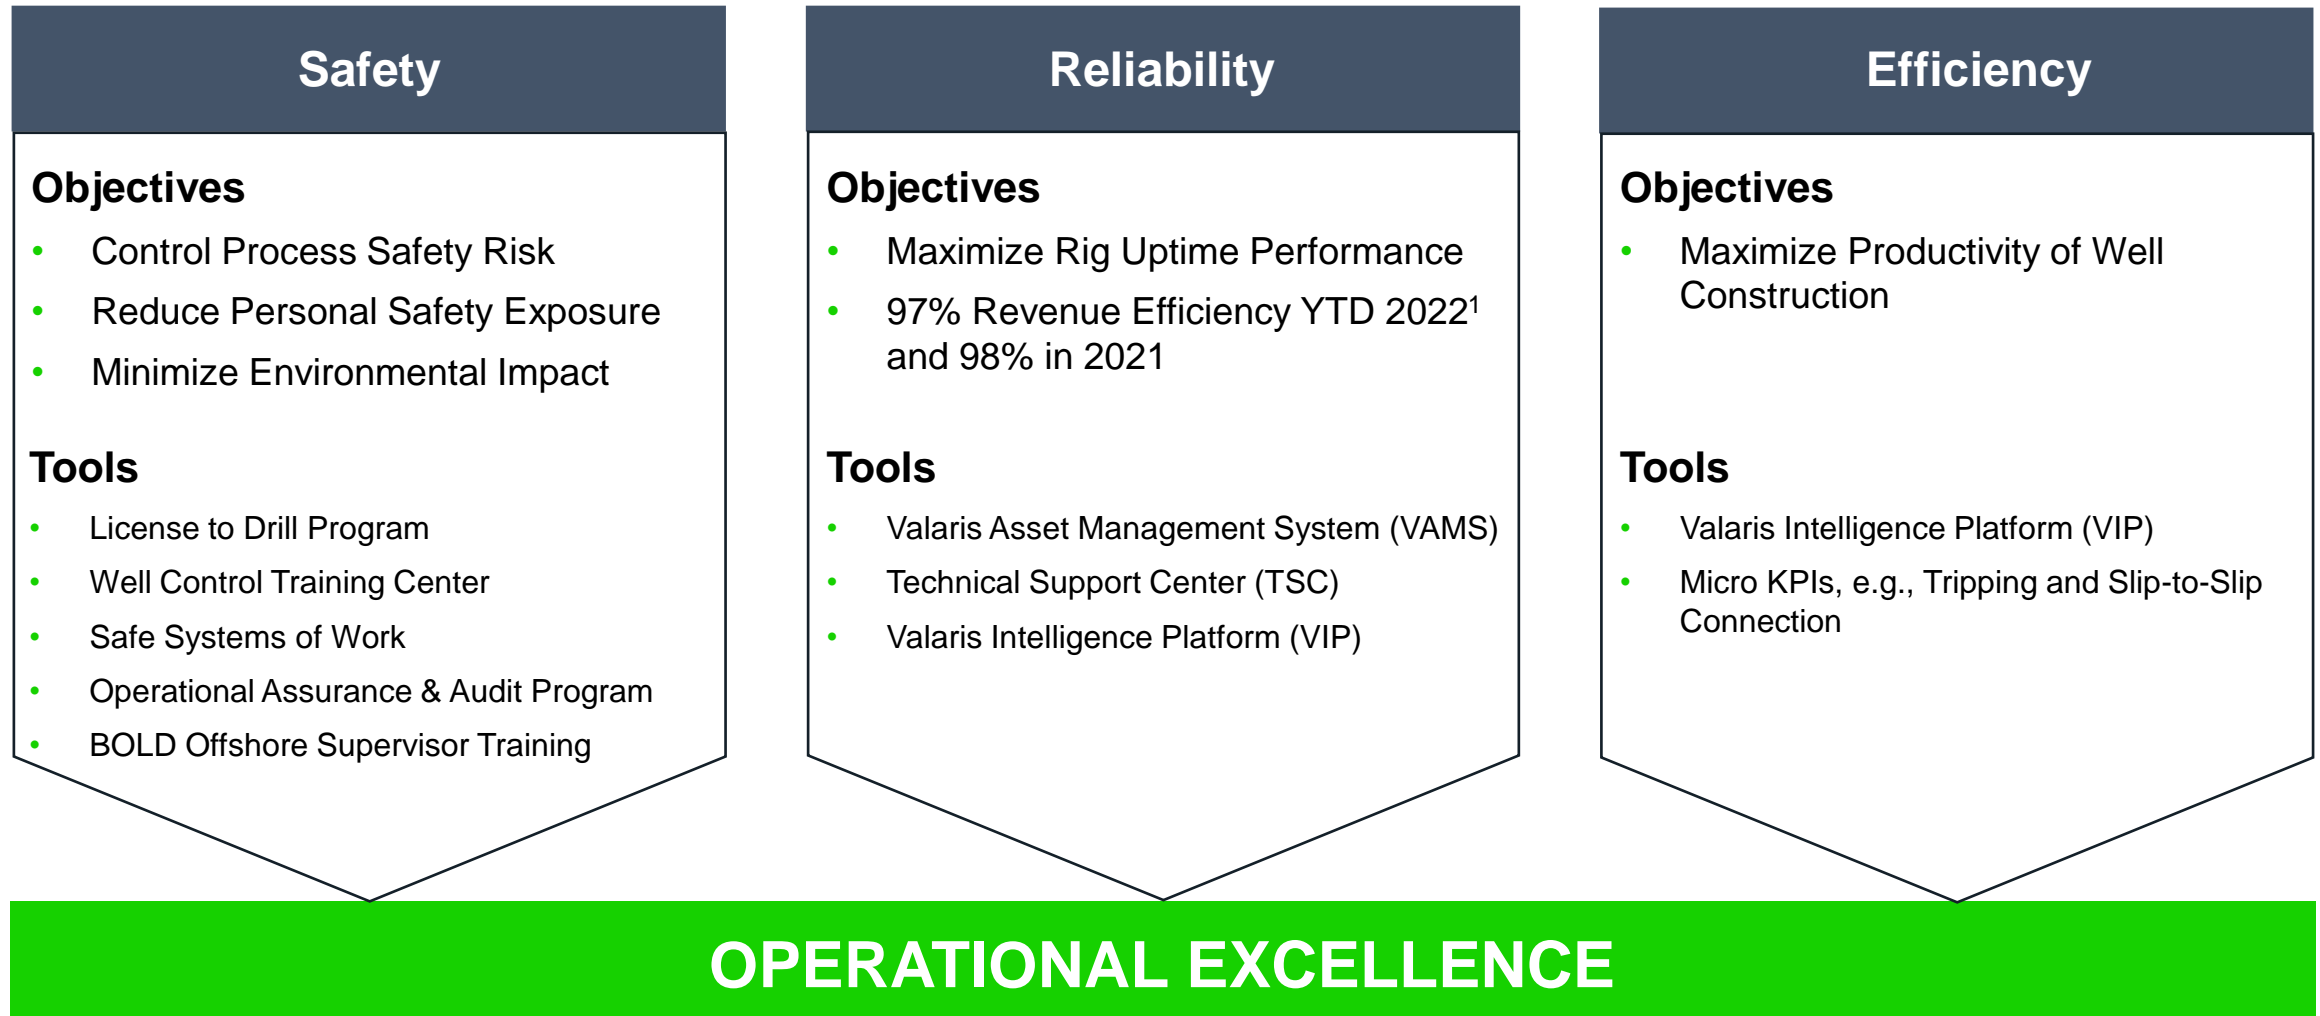 Safety
Objectives
• Control Process Safety Risk
• Reduce Personal Safety Exposure
• Minimize Environmental Impact
Tools
• License to Drill Program
• Well Control Training Center
• Safe Systems of Work
• Operational Assurance & Audit Program
• BOLD Offshore Supervisor Training
Reliability
Objectives
• Maximize Rig Uptime Performance
• 97% Revenue Efficiency YTD 2022¹
and 98% in 2021
Tools
• Valaris Asset Management System (VAMS)
• Technical Support Center (TSC)
• Valaris Intelligence Platform (VIP)
Efficiency
Objectives
• Maximize Productivity of Well
Construction
Tools
• Valaris Intelligence Platform (VIP)
• Micro KPIs, e.g., Tripping and Slip-to-Slip
Connection
OPERATIONAL EXCELLENCE